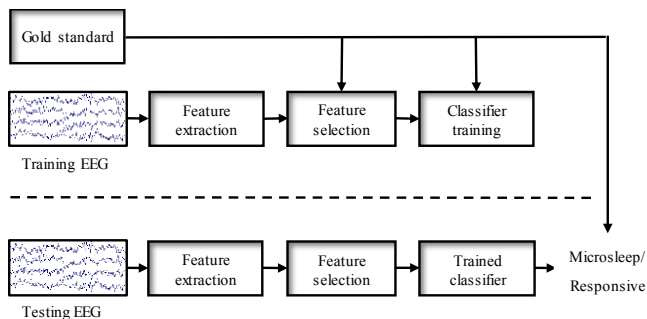 Gold standard
Feature
extraction
Feature
selection
Classifier
training
Training EEG
Feature
extraction
Feature
selection
Trained
classifier
Microsleep/
Responsive
Testing EEG